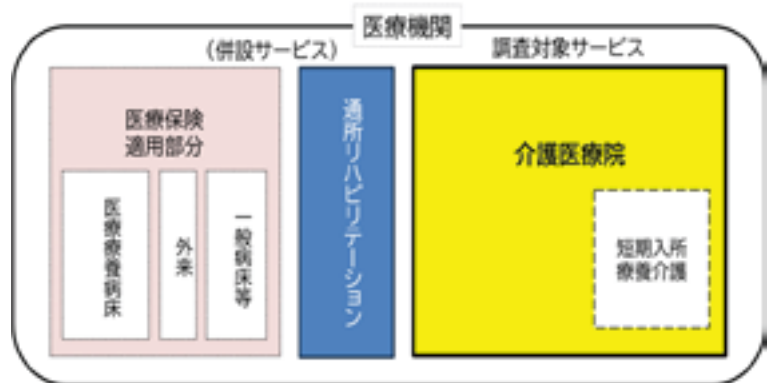 医療機関
(併設サービス)
調査対象サービス
医療保険
適用部分
医療療養病床
外来
一般病床等
通所リハビリテーション
介護医療院
短期入所
療養介護